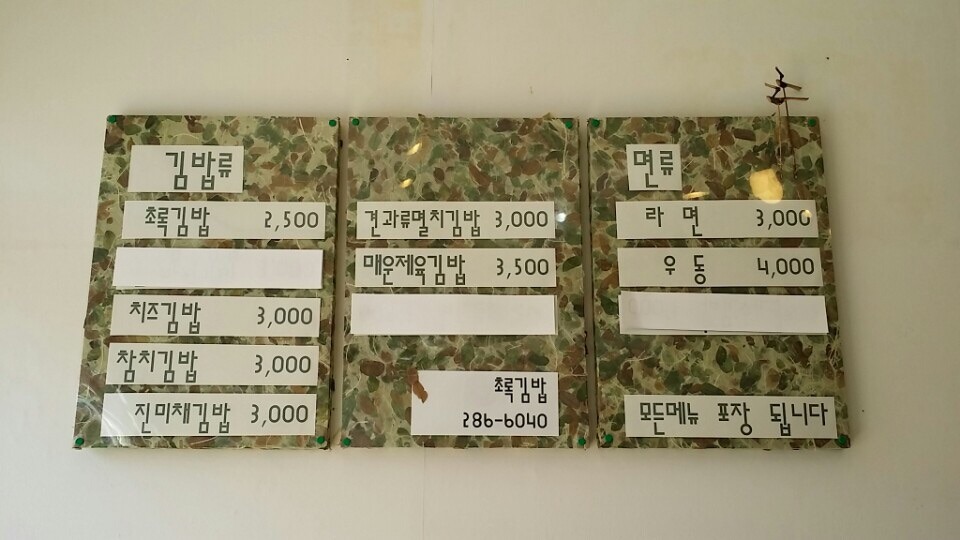 김밥류
초록김밥 2,500
치즈김밥 3,000
참치김밥 3,000
진미채김밥 3,000
견과류멸치김밥 3,000
매운제육김밥 3,500
초록김밥
286-6040
면류
라 면 3,000
우 동 4,000
모든메뉴 포장 됩니다